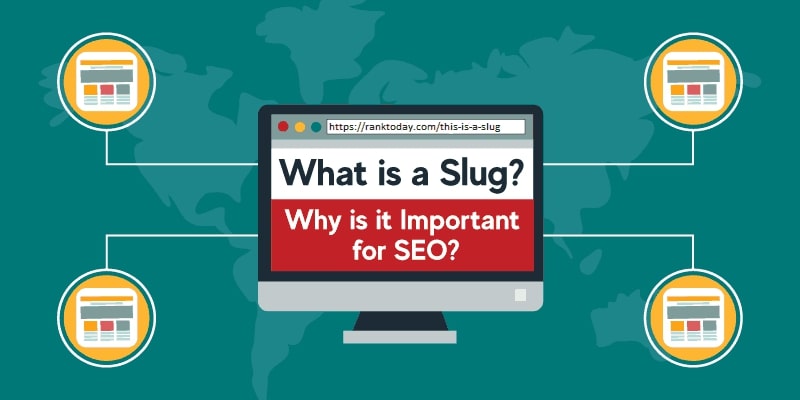 https://ranktoday.com/this-is-a-slug
What is a Slug?
Why is it Important
for SEO?